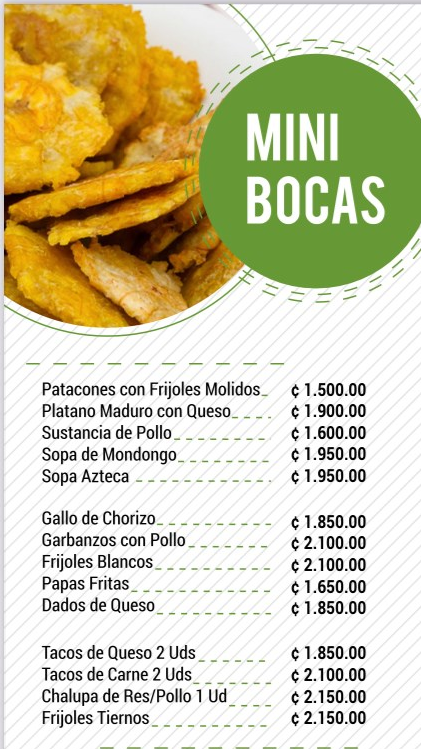 MINI
BOCAS
Patacones con Frijoles Molidos ¢ 1.500.00
Platano Maduro con Queso ¢ 1.900.00
Sustancia de Pollo ¢ 1.600.00
Sopa de Mondongo ¢ 1.950.00
Sopa Azteca ¢ 1.950.00
Gallo de Chorizo ¢ 1.850.00
Garbanzos con Pollo ¢ 2.100.00
Frijoles Blancos ¢ 2.100.00
Papas Fritas ¢ 1.650.00
Dados de Queso ¢ 1.850.00
Tacos de Queso 2 Uds ¢ 1.850.00
Tacos de Carne 2 Uds ¢ 2.100.00
Chalupa de Res/Pollo 1 Ud ¢ 2.150.00
Frijoles Tiernos ¢ 2.150.00